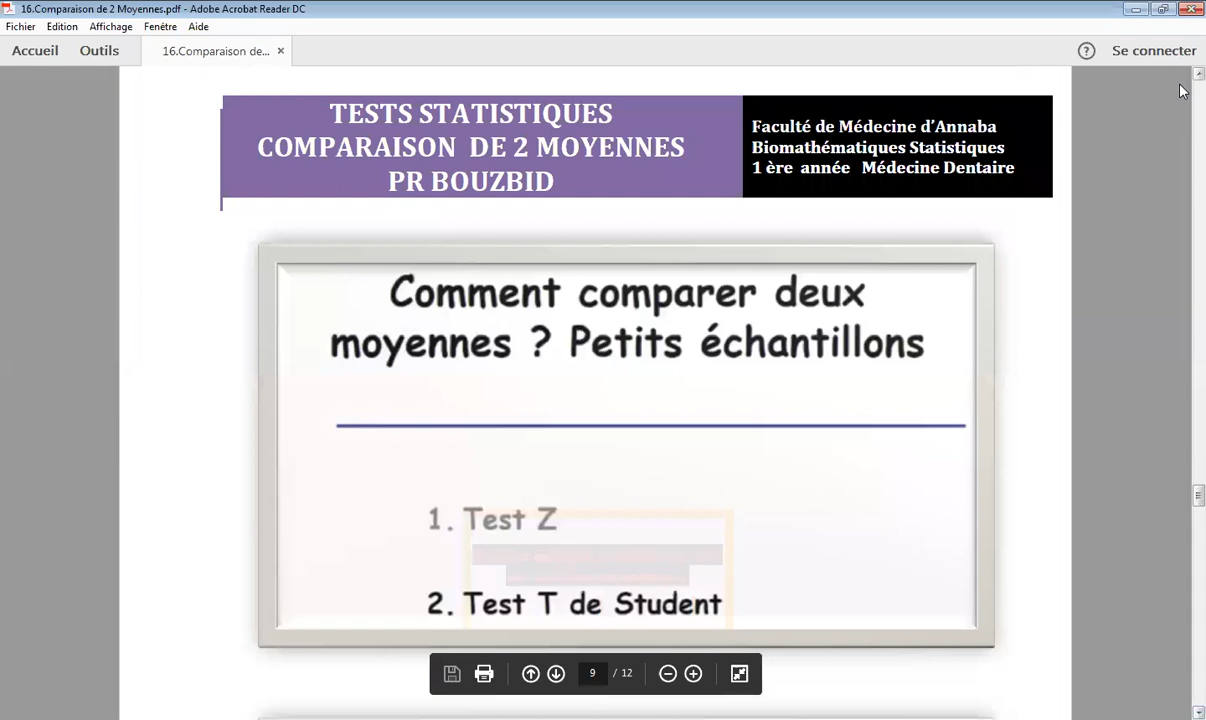 16.Comparaison de 2 Moyennes.pdf - Adobe Acrobat Reader DC
Fichier Edition Affichage Fenêtre Aide
Accueil Outils 16.Comparaison de... × ? Se connecter
TESTS STATISTIQUES
COMPARAISON DE 2 MOYENNES
PR BOUZBID
Faculté de Médecine d'Annaba
Biomathématiques Statistiques
1 ère année Médecine Dentaire
Comment comparer deux
moyennes ? Petits échantillons
1. Test Z
2. Test T de Student
9 / 12